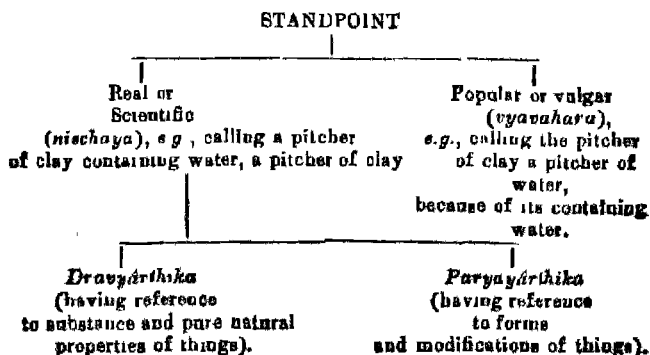 STANDPOINT
Real or
Scientific
(nischaya), e g , calling a pitcher
of clay containing water, a pitcher of clay
Popular or vulgar
(vyavahara),
e.g., calling the pitcher
of clay a pitcher of
water,
because of its containing
water.
Dravyârthika
(having reference
to substance and pure natural
properties of things).
Paryayârthika
(having reference
to forms
and modifications of things).